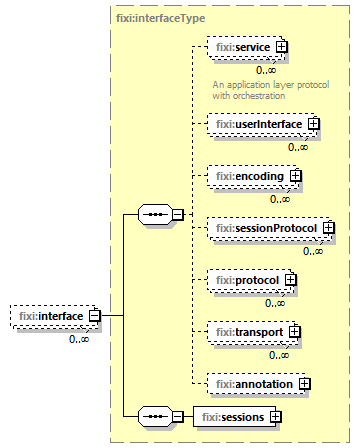 fixi:interfaceType
fixi:service
0..∞
An application layer protocol
with orchestration
fixi:userInterface
0..∞
fixi:encoding
0..∞
fixi:sessionProtocol
0..∞
fixi:protocol
0..∞
fixi:interface
0..∞
fixi:transport
0..∞
fixi:annotation
fixi:sessions